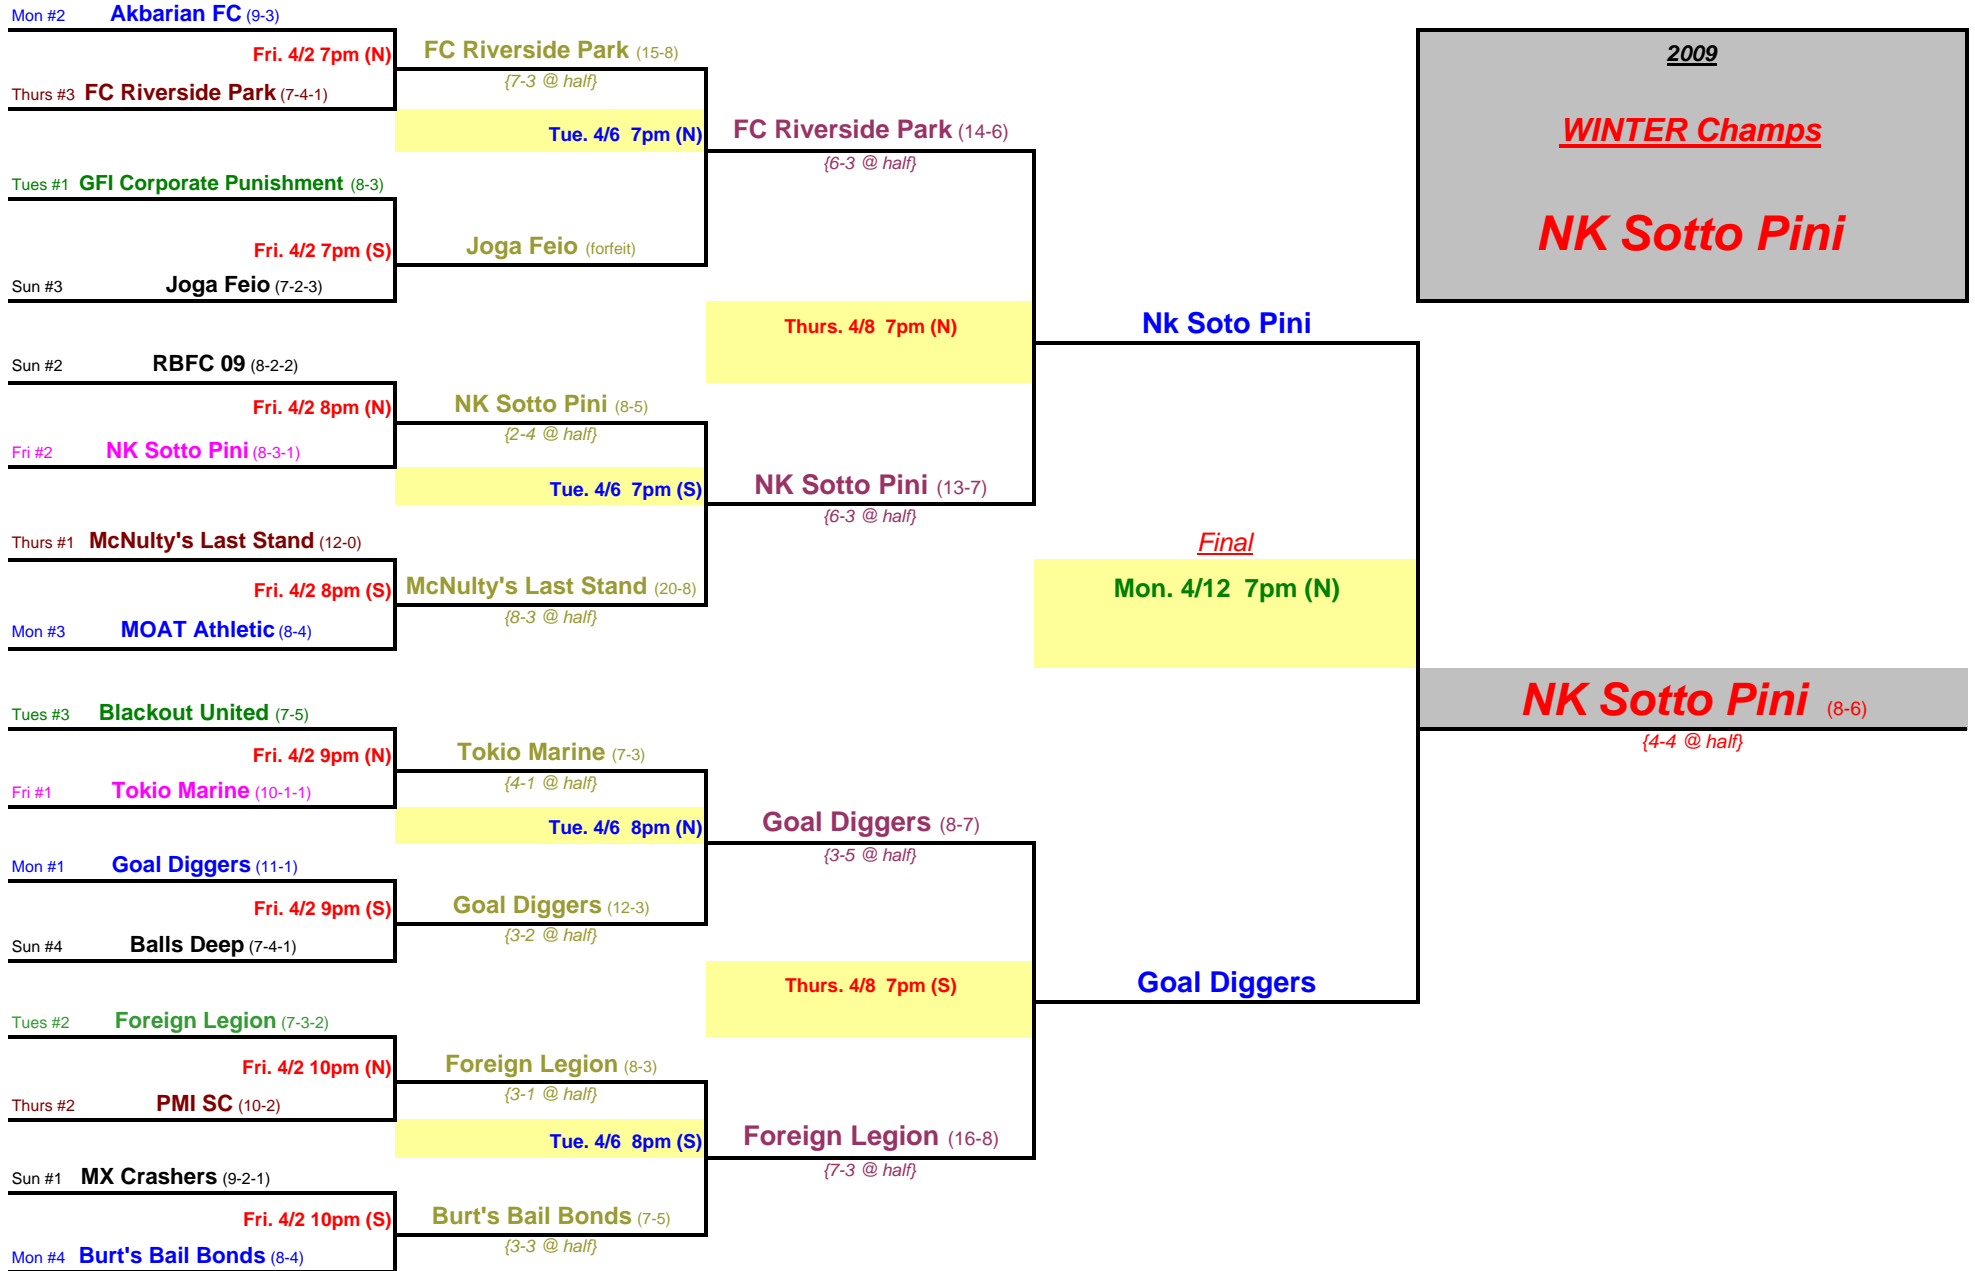 Mon #2 Akbarian FC (9-3)
Fri. 4/2 7pm (N)
Thurs #3 FC Riverside Park (7-4-1)
Tues #1 GFI Corporate Punishment (8-3)
Fri. 4/2 7pm (S)
Sun #3 Joga Feio (7-2-3)
Sun #2 RBFC 09 (8-2-2)
Fri. 4/2 8pm (N)
Fri #2 NK Sotto Pini (8-3-1)
Thurs #1 McNulty's Last Stand (12-0)
Fri. 4/2 8pm (S)
Mon #3 MOAT Athletic (8-4)
Tues #3 Blackout United (7-5)
Fri. 4/2 9pm (N)
Fri #1 Tokio Marine (10-1-1)
Mon #1 Goal Diggers (11-1)
Fri. 4/2 9pm (S)
Sun #4 Balls Deep (7-4-1)
Tues #2 Foreign Legion (7-3-2)
Fri. 4/2 10pm (N)
Thurs #2 PMI SC (10-2)
Sun #1 MX Crashers (9-2-1)
Fri. 4/2 10pm (S)
Mon #4 Burt's Bail Bonds (8-4)
FC Riverside Park (15-8)
{7-3 @ half}
Tue. 4/6 7pm (N)
Joga Feio (forfeit)
NK Sotto Pini (8-5)
{2-4 @ half}
Tue. 4/6 7pm (S)
McNulty's Last Stand (20-8)
{8-3 @ half}
Tokio Marine (7-3)
{4-1 @ half}
Tue. 4/6 8pm (N)
Goal Diggers (12-3)
{3-2 @ half}
Foreign Legion (8-3)
{3-1 @ half}
Tue. 4/6 8pm (S)
Burt's Bail Bonds (7-5)
{3-3 @ half}
FC Riverside Park (14-6)
{6-3 @ half}
Thurs. 4/8 7pm (N)
NK Sotto Pini (13-7)
{6-3 @ half}
Goal Diggers (8-7)
{3-5 @ half}
Thurs. 4/8 7pm (S)
Foreign Legion (16-8)
{7-3 @ half}
Nk Soto Pini
Final
Mon. 4/12 7pm (N)
Goal Diggers
2009
WINTER Champs
NK Sotto Pini
NK Sotto Pini (8-6)
{4-4 @ half}